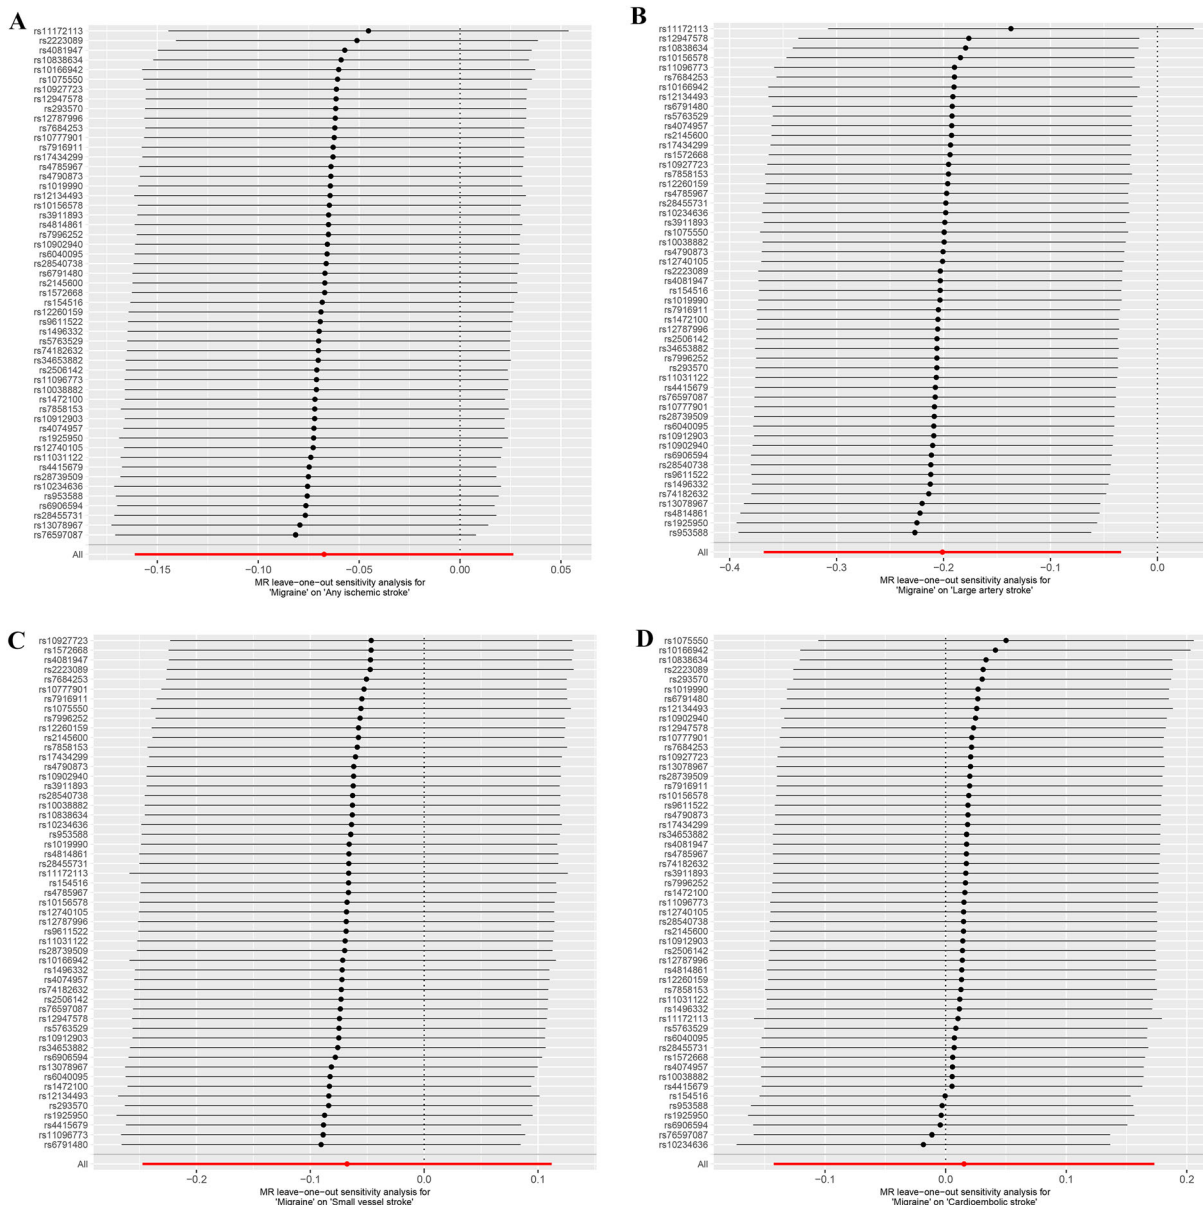 A
rs11172113
rs2223089
rs4081947
rs10838634
rs10166942
rs1075550
rs10927723
rs12947578
rs293570
rs12787996
rs7684253
rs10777901
rs7916911
rs17434299
rs4785967
rs4790873
rs1019990
rs12134493
rs10156578
rs3911893
rs4814861
rs7996252
rs10902940
rs6040095
rs28540738
rs6791480
rs2145600
rs1572668
rs154516
rs12260159
rs9611522
rs1496332
rs5763529
rs74182632
rs34653882
rs2506142
rs11096773
rs10038882
rs1472100
rs7858153
rs10912903
rs4074957
rs1925950
rs12740105
rs11031122
rs4415679
rs28739509
rs10234636
rs953588
rs6906594
rs28455731
rs13078967
rs76597087
All
−0.15 −0.10 −0.05 0.00 0.05
MR leave−one−out sensitivity analysis for
'Migraine' on 'Any ischemic stroke'
B
rs11172113
rs12947578
rs10838634
rs10156578
rs11096773
rs7684253
rs10166942
rs12134493
rs6791480
rs5763529
rs4074957
rs2145600
rs17434299
rs1572668
rs10927723
rs7858153
rs12260159
rs4785967
rs28455731
rs10234636
rs3911893
rs1075550
rs10038882
rs4790873
rs12740105
rs2223089
rs4081947
rs154516
rs1019990
rs7916911
rs1472100
rs12787996
rs2506142
rs34653882
rs7996252
rs293570
rs11031122
rs4415679
rs76597087
rs10777901
rs28739509
rs6040095
rs10912903
rs10902940
rs6906594
rs28540738
rs9611522
rs1496332
rs74182632
rs13078967
rs4814861
rs1925950
rs953588
All
−0.4 −0.3 −0.2 −0.1 0.0
MR leave−one−out sensitivity analysis for
'Migraine' on 'Large artery stroke'
C
rs10927723
rs1572668
rs4081947
rs2223089
rs7684253
rs10777901
rs7916911
rs1075550
rs7996252
rs12260159
rs2145600
rs7858153
rs17434299
rs4790873
rs10902940
rs3911893
rs28540738
rs10038882
rs10838634
rs10234636
rs953588
rs1019990
rs4814861
rs28455731
rs11172113
rs154516
rs4785967
rs10156578
rs12740105
rs12787996
rs9611522
rs11031122
rs28739509
rs10166942
rs1496332
rs4074957
rs74182632
rs2506142
rs76597087
rs12947578
rs5763529
rs10912903
rs34653882
rs6906594
rs13078967
rs6040095
rs1472100
rs12134493
rs293570
rs1925950
rs4415679
rs11096773
rs6791480
All
−0.2 −0.1 0.0 0.1
MR leave−one−out sensitivity analysis for
'Migraine' on 'Small vessel stroke'
D
rs1075550
rs10166942
rs10838634
rs2223089
rs293570
rs1019990
rs6791480
rs12134493
rs10902940
rs12947578
rs10777901
rs7684253
rs10927723
rs13078967
rs28739509
rs7916911
rs10156578
rs9611522
rs4790873
rs17434299
rs34653882
rs4081947
rs4785967
rs74182632
rs3911893
rs7996252
rs1472100
rs11096773
rs12740105
rs28540738
rs2145600
rs10912903
rs2506142
rs12787996
rs4814861
rs12260159
rs7858153
rs11031122
rs1496332
rs11172113
rs5763529
rs6040095
rs28455731
rs1572668
rs4074957
rs10038882
rs4415679
rs154516
rs953588
rs1925950
rs6906594
rs76597087
rs10234636
All
−0.1 0.0 0.1 0.2
MR leave−one−out sensitivity analysis for
'Migraine' on 'Cardioembolic stroke'